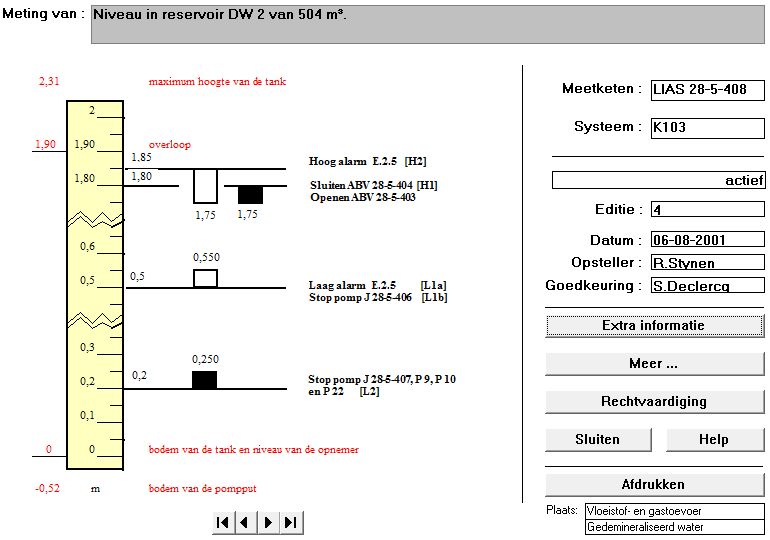 Meting van : Niveau in reservoir DW 2 van 504 m³.
2,31 maximum hoogte van de tank
2
1,90 1,90 overloop
1.85 Hoog alarm E.2.5 [H2]
1,80 1,80 Sluiten ABV 28-5-404 [H1]
Openen ABV 28-5-403
1,75 1,75
0,6
0,550
0,5 0,5 Laag alarm E.2.5 [L1a]
Stop pomp J 28-5-406 [L1b]
0,3
0,250
0,2 0,2 Stop pomp J 28-5-407, P 9, P 10
en P 22 [L2]
0,1
0 0 bodem van de tank en niveau van de opnemer
-0,52 m bodem van de pompput
Meetketen : LIAS 28-5-408
Systeem : K103
actief
Editie : 4
Datum : 06-08-2001
Opsteller : R.Stynen
Goedkeuring : S.Declercq
Extra informatie
Meer ...
Rechtvaardiging
Sluiten Help
Afdrukken
Plaats: Vloeistof- en gastoevoer
Gedemineraliseerd water